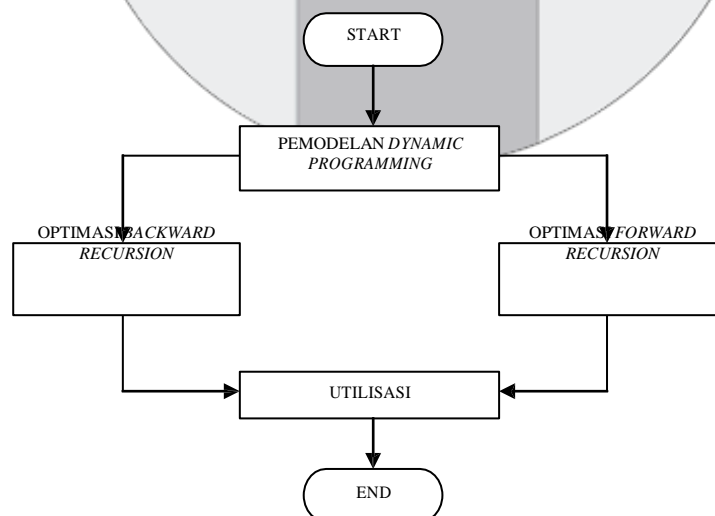 START
PEMODELAN DYNAMIC
PROGRAMMING
OPTIMASI BACKWARD
RECURSION
OPTIMASI FORWARD
RECURSION
UTILISASI
END